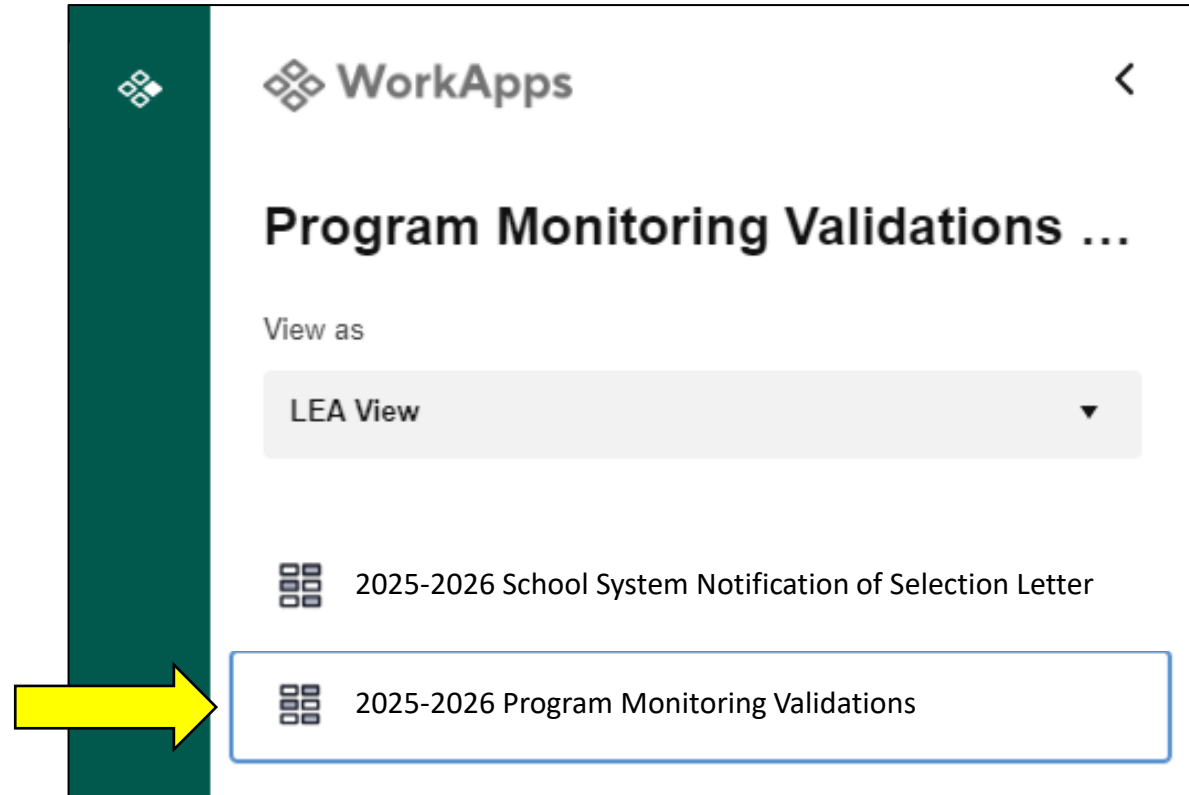 WorkApps
Program Monitoring Validations ...
View as
LEA View
2025-2026 School System Notification of Selection Letter
2025-2026 Program Monitoring Validations